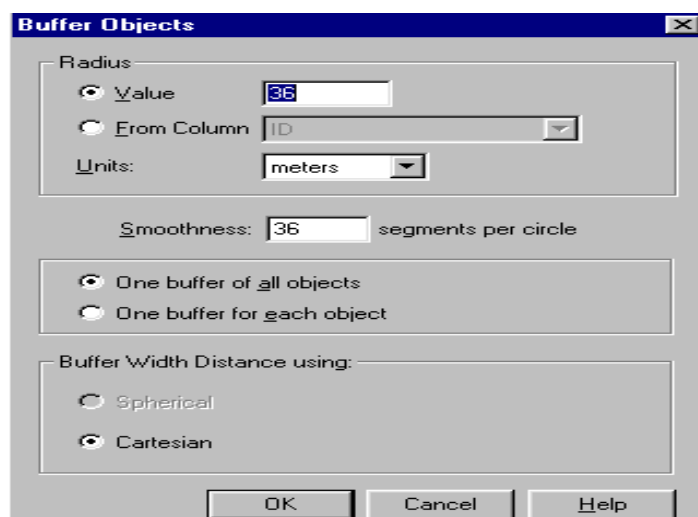 Buffer Objects
Radius
Value 36
From Column ID
Units: meters
Smoothness: 36 segments per circle
One buffer of all objects
One buffer for each object
Buffer Width Distance using:
Spherical
Cartesian
OK Cancel Help